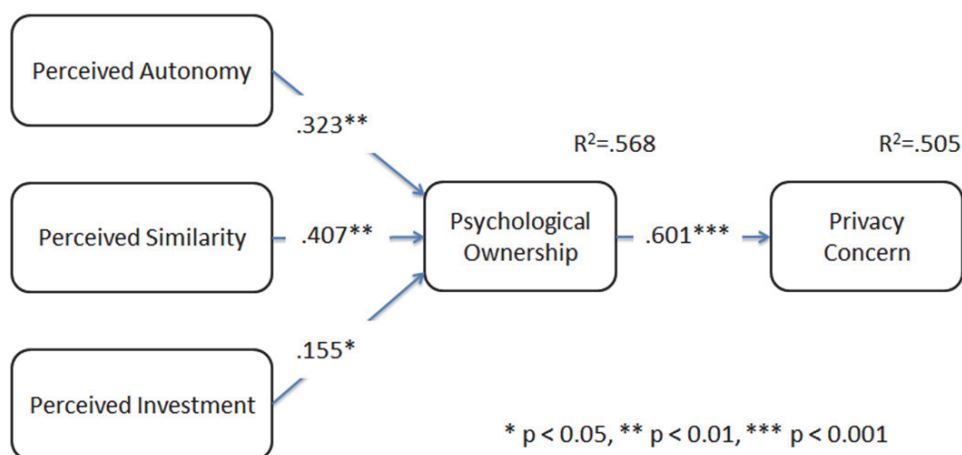 Perceived Autonomy
.323**
R²=.568
R²=.505
Perceived Similarity
.407**
Psychological
Ownership
.601***
Privacy
Concern
.155*
Perceived Investment
* p < 0.05, ** p < 0.01, *** p < 0.001